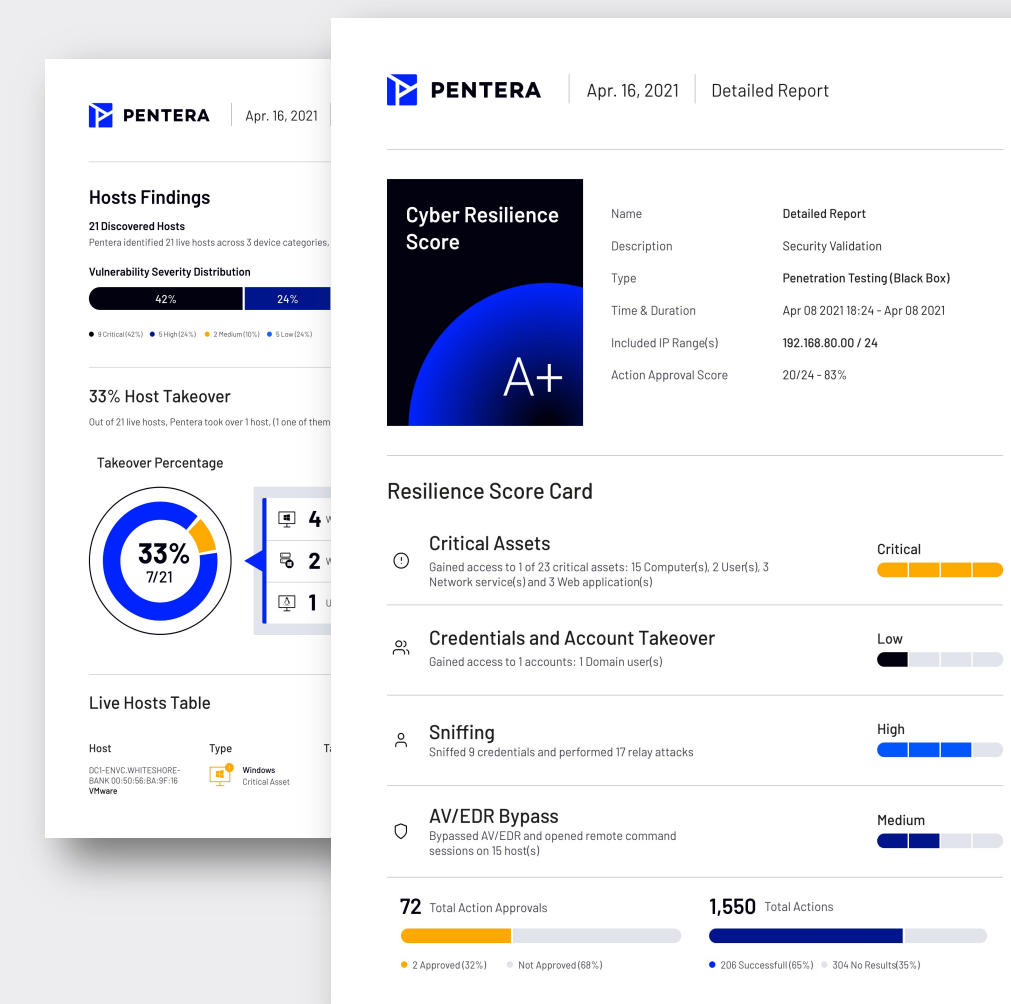 PENTERA
Apr. 16, 2021
Hosts Findings
21 Discovered Hosts
Pentera identified 21 live hosts across 3 device categories,
Vulnerability Severity Distribution
42%
24%
9 Critical (42%) 5 High (24%) 2 Medium (10%) 5 Low (24%)
33% Host Takeover
Out of 21 live hosts, Pentera took over 1 host, (1 one of them
Takeover Percentage
33%
7/21
4 W
2 W
1 U
Live Hosts Table
Host Type Ta
DC1-ENVC.WHITESHORE-
BANK 00:50:56:BA:9F:16
VMware
Windows
Critical Asset
PENTERA
Apr. 16, 2021
Detailed Report
Cyber Resilience
Score
A+
Name Detailed Report
Description Security Validation
Type Penetration Testing (Black Box)
Time & Duration Apr 08 2021 18:24 - Apr 08 2021
Included IP Range(s) 192.168.80.00 / 24
Action Approval Score 20/24 - 83%
Resilience Score Card
Critical Assets
Gained access to 1 of 23 critical assets: 15 Computer(s), 2 User(s), 3
Network service(s) and 3 Web application(s)
Critical
Credentials and Account Takeover
Gained access to 1 accounts: 1 Domain user(s)
Low
Sniffing
Sniffed 9 credentials and performed 17 relay attacks
High
AV/EDR Bypass
Bypassed AV/EDR and opened remote command
sessions on 15 host(s)
Medium
72 Total Action Approvals
2 Approved (32%) Not Approved (68%)
1,550 Total Actions
206 Successfull (65%) 304 No Results(35%)